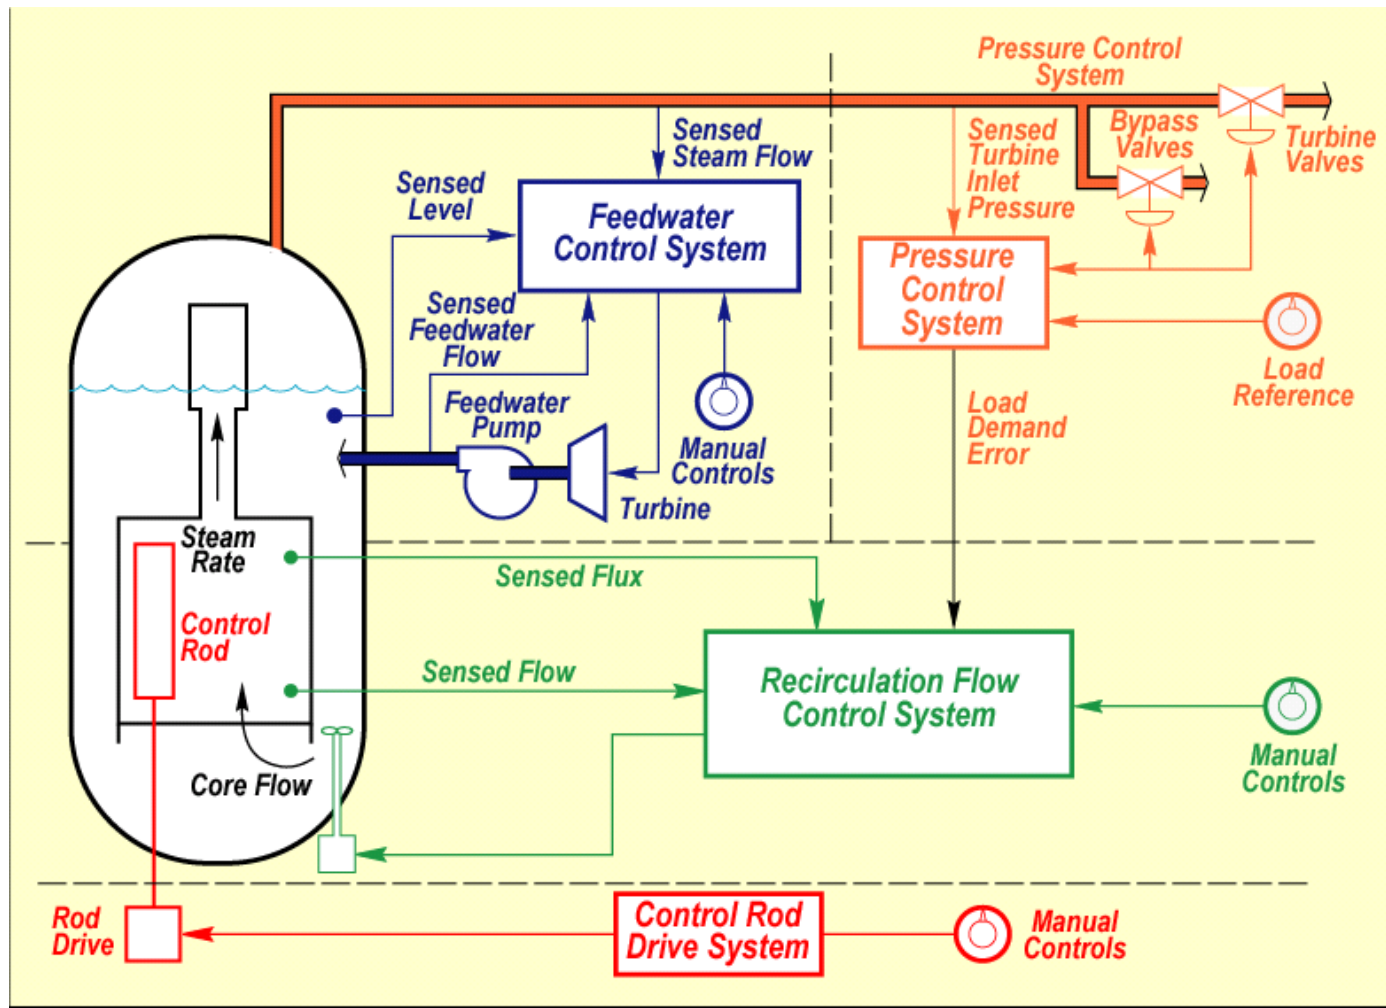 Pressure Control
System
Sensed
Steam Flow
Sensed
Turbine
Inlet
Pressure
Bypass
Valves
Turbine
Valves
Sensed
Level
Feedwater
Control System
Pressure
Control
System
Sensed
Feedwater
Flow
Load
Reference
Feedwater
Pump
Manual
Controls
Load
Demand
Error
Turbine
Steam
Rate
Sensed Flux
Control
Rod
Sensed Flow
Recirculation Flow
Control System
Core Flow
Manual
Controls
Rod
Drive
Control Rod
Drive System
Manual
Controls